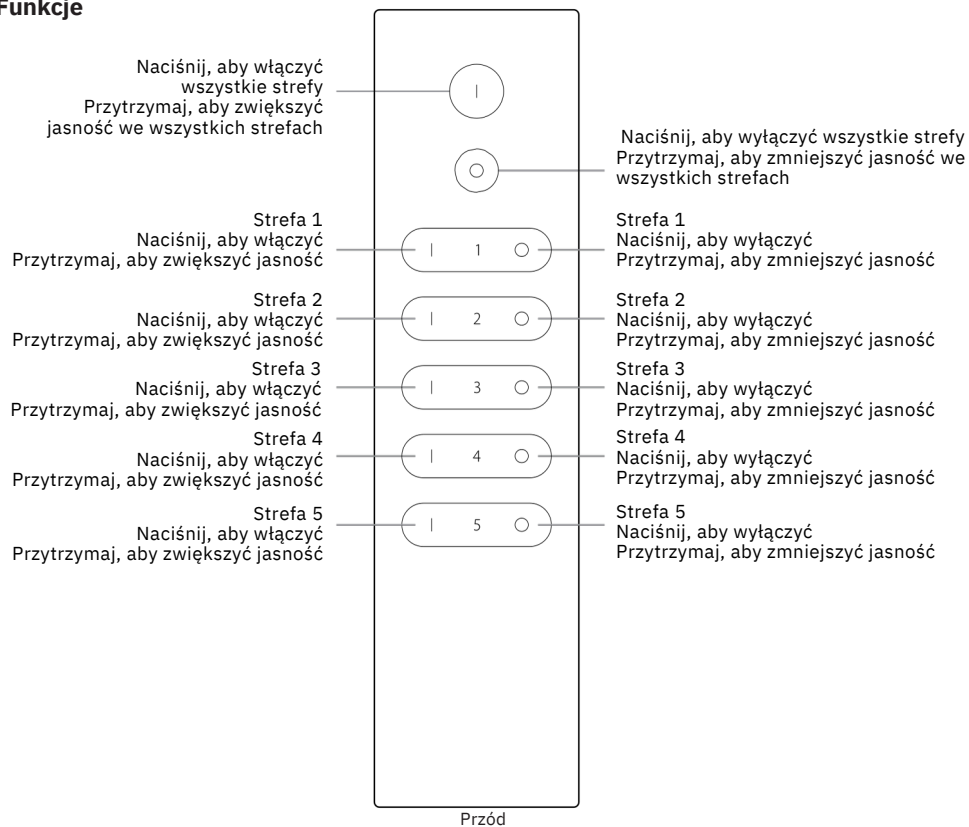 Funkcje
Naciśnij, aby włączyć
wszystkie strefy
Przytrzymaj, aby zwiększyć
jasność we wszystkich strefach
Naciśnij, aby wyłączyć wszystkie strefy
Przytrzymaj, aby zmniejszyć jasność we
wszystkich strefach
Strefa 1
Naciśnij, aby włączyć
Przytrzymaj, aby zwiększyć jasność
1
Strefa 1
Naciśnij, aby wyłączyć
Przytrzymaj, aby zmniejszyć jasność
Strefa 2
Naciśnij, aby włączyć
Przytrzymaj, aby zwiększyć jasność
2
Strefa 2
Naciśnij, aby wyłączyć
Przytrzymaj, aby zmniejszyć jasność
Strefa 3
Naciśnij, aby włączyć
Przytrzymaj, aby zwiększyć jasność
3
Strefa 3
Naciśnij, aby wyłączyć
Przytrzymaj, aby zmniejszyć jasność
Strefa 4
Naciśnij, aby włączyć
Przytrzymaj, aby zwiększyć jasność
4
Strefa 4
Naciśnij, aby wyłączyć
Przytrzymaj, aby zmniejszyć jasność
Strefa 5
Naciśnij, aby włączyć
Przytrzymaj, aby zwiększyć jasność
5
Strefa 5
Naciśnij, aby wyłączyć
Przytrzymaj, aby zmniejszyć jasność
Przód